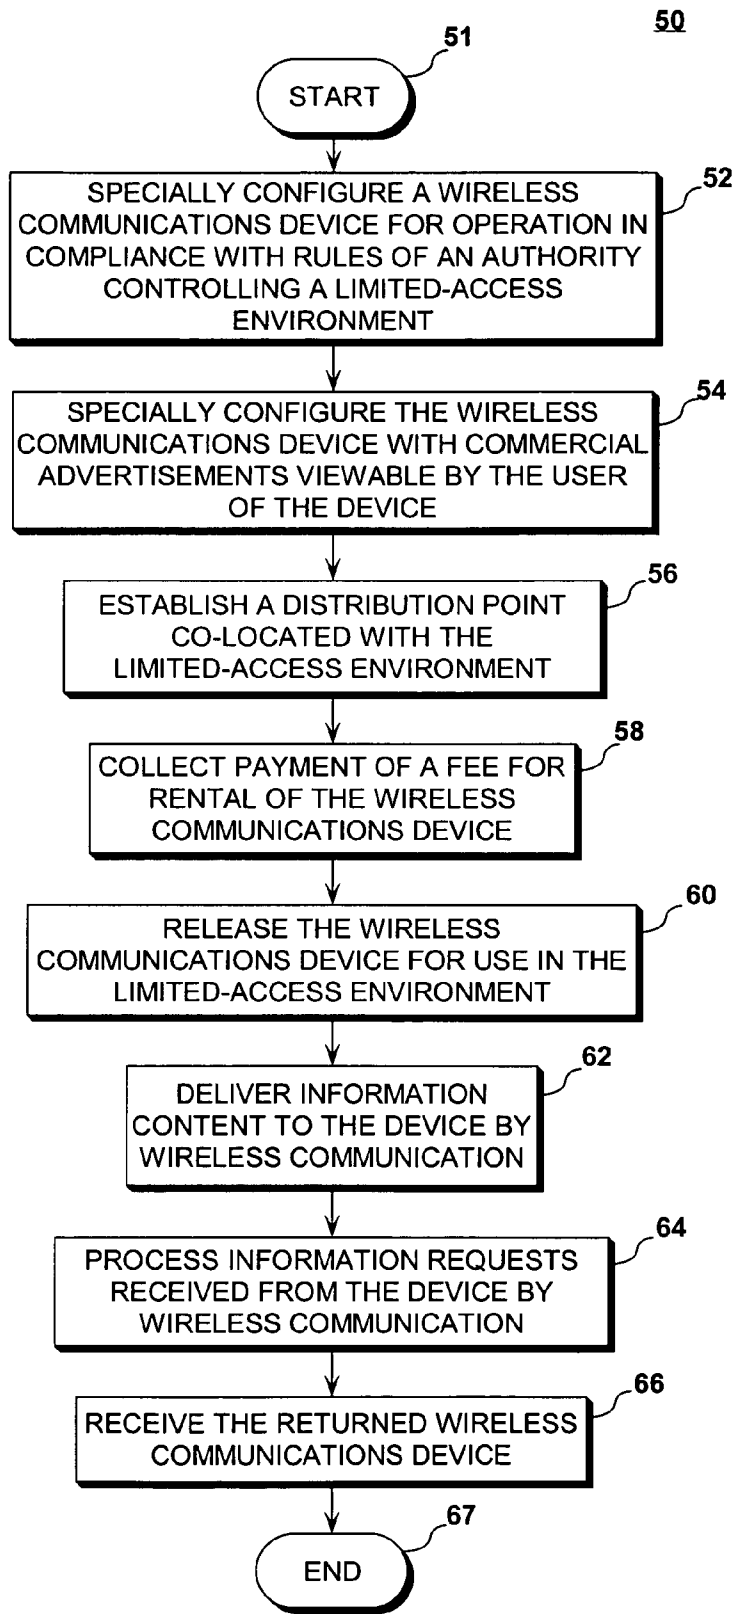 50
51
START
52
SPECIALLY CONFIGURE A WIRELESS
COMMUNICATIONS DEVICE FOR OPERATION IN
COMPLIANCE WITH RULES OF AN AUTHORITY
CONTROLLING A LIMITED-ACCESS
ENVIRONMENT
54
SPECIALLY CONFIGURE THE WIRELESS
COMMUNICATIONS DEVICE WITH COMMERCIAL
ADVERTISEMENTS VIEWABLE BY THE USER
OF THE DEVICE
56
ESTABLISH A DISTRIBUTION POINT
CO-LOCATED WITH THE
LIMITED-ACCESS ENVIRONMENT
58
COLLECT PAYMENT OF A FEE FOR
RENTAL OF THE WIRELESS
COMMUNICATIONS DEVICE
60
RELEASE THE WIRELESS
COMMUNICATIONS DEVICE FOR USE IN THE
LIMITED-ACCESS ENVIRONMENT
62
DELIVER INFORMATION
CONTENT TO THE DEVICE BY
WIRELESS COMMUNICATION
64
PROCESS INFORMATION REQUESTS
RECEIVED FROM THE DEVICE BY
WIRELESS COMMUNICATION
66
RECEIVE THE RETURNED WIRELESS
COMMUNICATIONS DEVICE
67
END